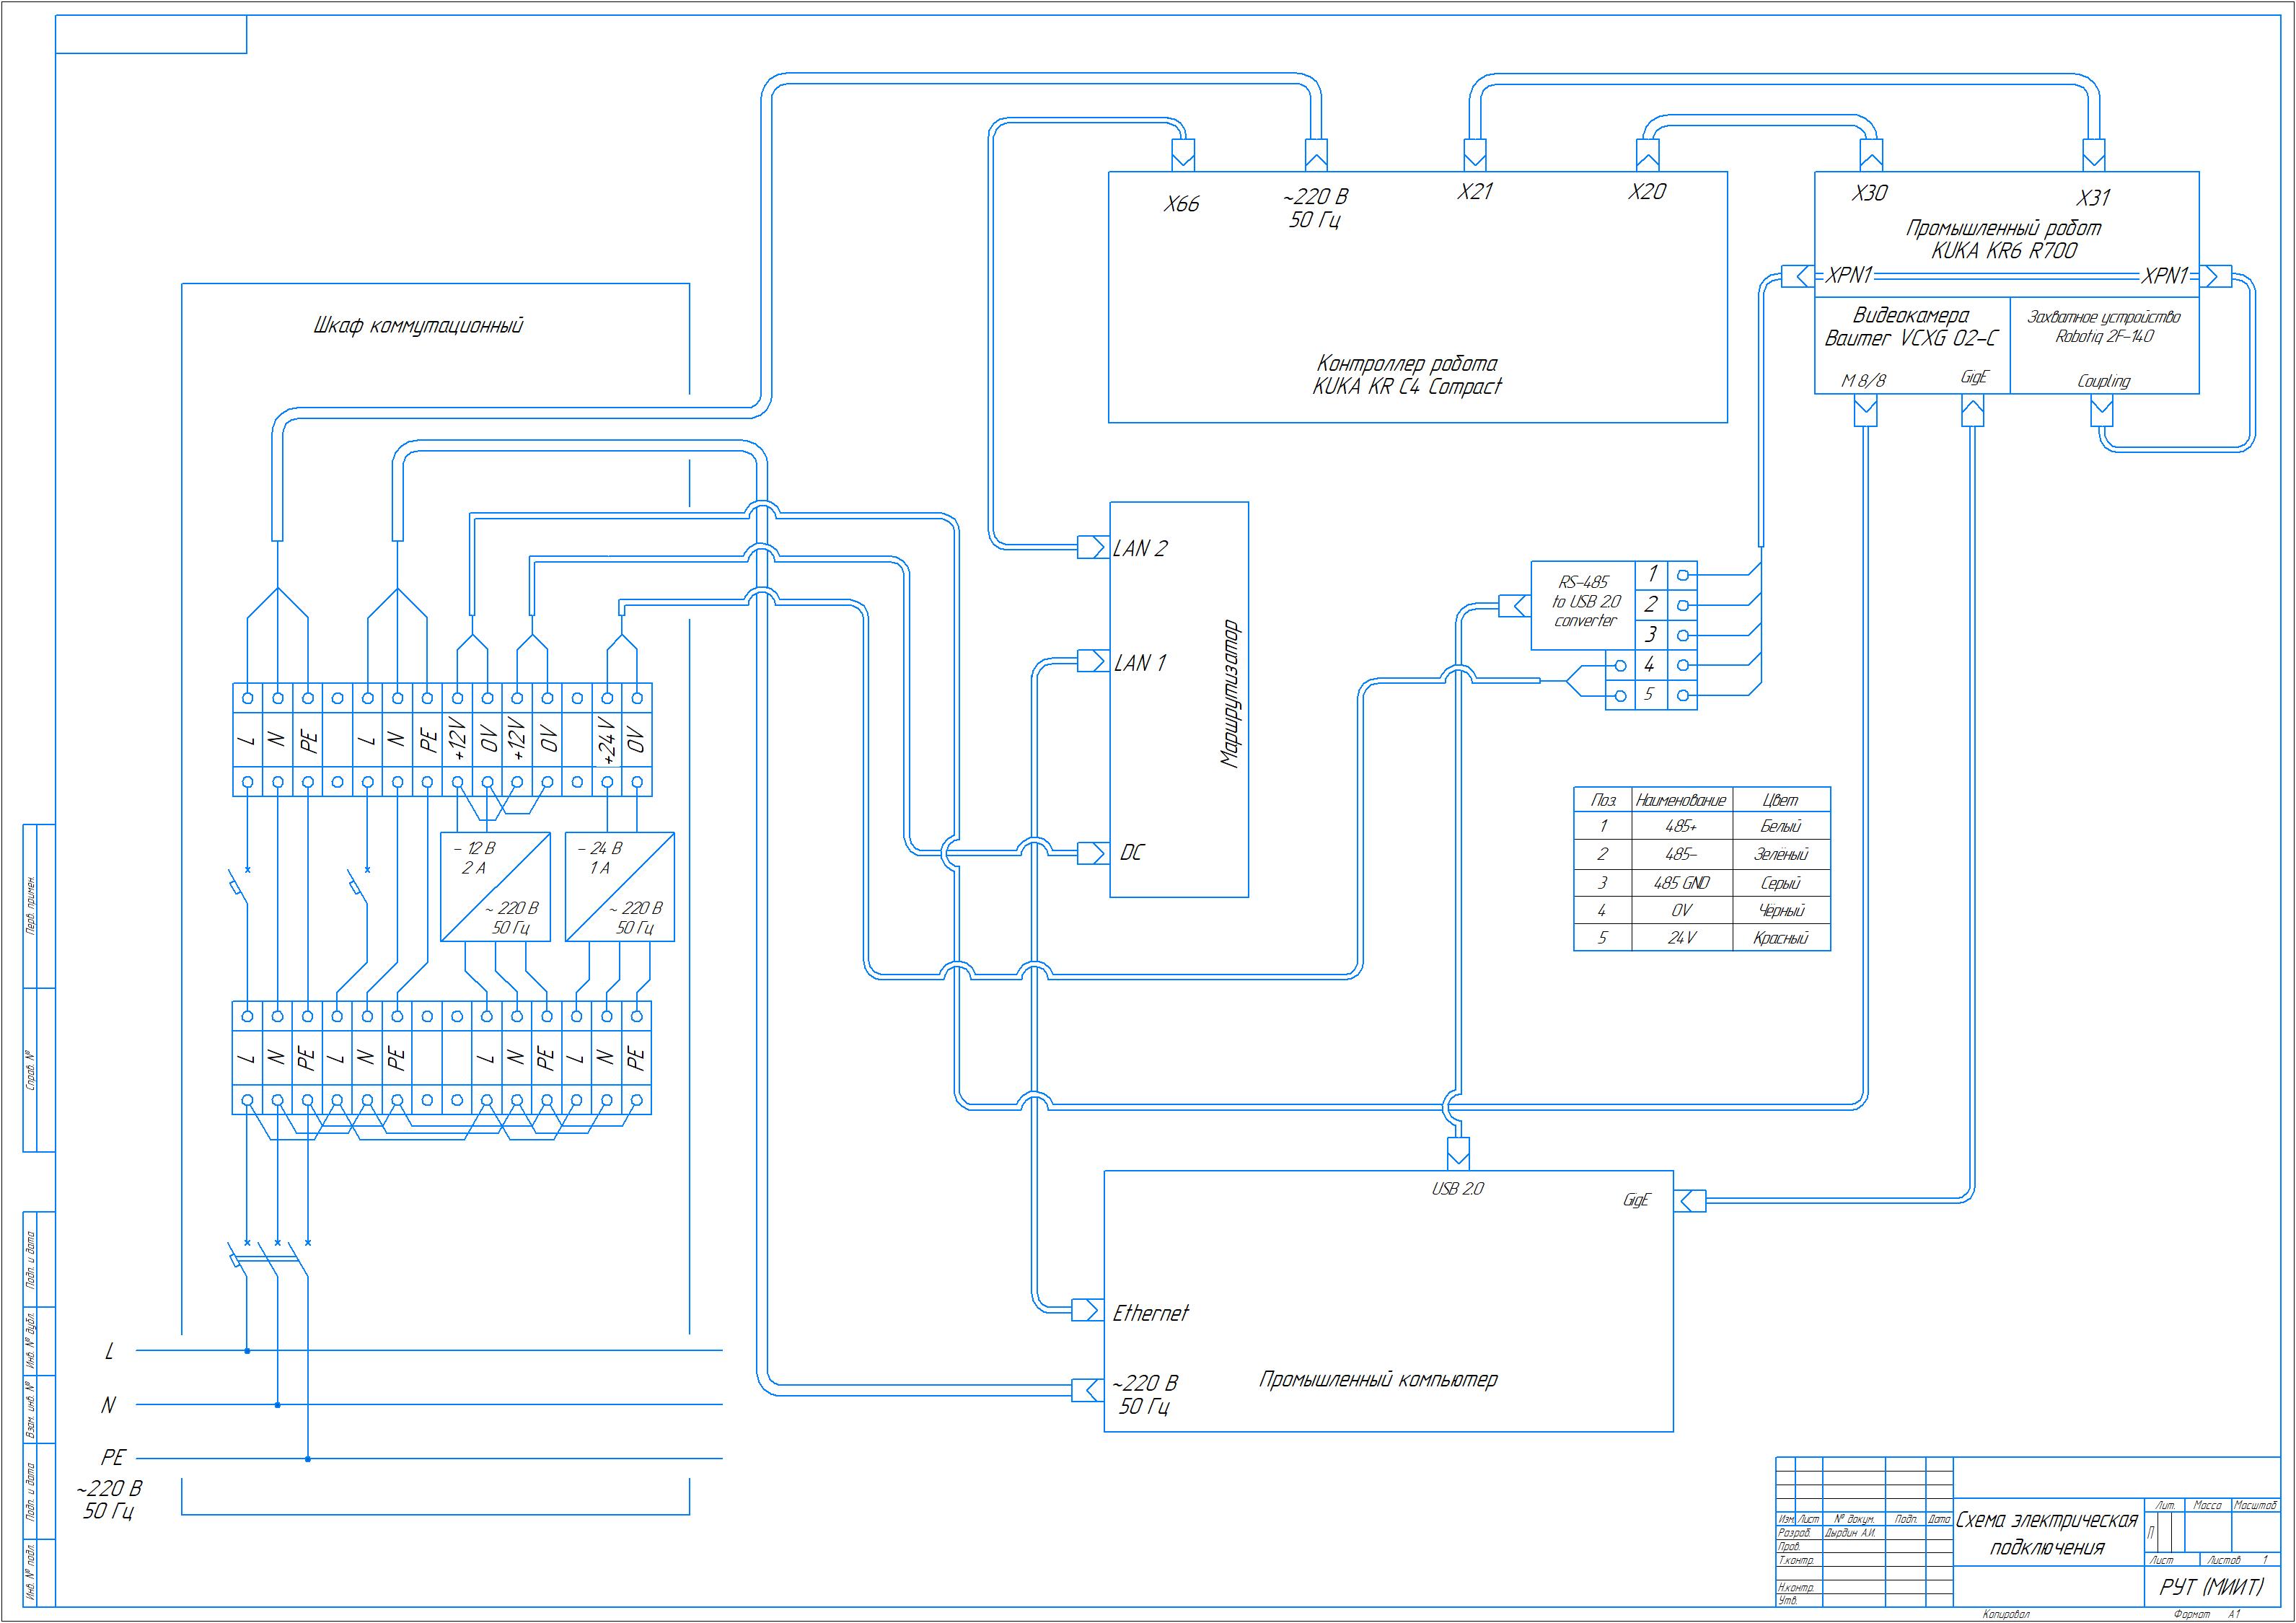 X66
~220 В
50 Гц
X21
X20
Контроллер робота
KUKA KR C4 Compact
X30
X31
Промышленный робот
KUKA KR6 R700
XPN1
XPN1
Видеокамера
Baumer VCXG 02-C
M 8/8
GigE
Захватное устройство
Robotiq 2F-140
Coupling
Шкаф коммутационный
LAN 2
LAN 1
DC
Маршрутизатор
RS-485
to USB 2.0
converter
1
2
3
4
5
L
N
PE
L
N
PE
+12V
0V
+12V
0V
+24V
0V
- 12 В
2 А
~ 220 В
50 Гц
- 24 В
1 А
~ 220 В
50 Гц
Поз. Наименование Цвет
1 485+ Белый
2 485- Зелёный
3 485 GND Серый
4 0V Чёрный
5 24V Красный
L
N
PE
L
N
PE
L
N
PE
L
N
PE
USB 2.0
GigE
Ethernet
~220 В
50 Гц
Промышленный компьютер
L
N
PE
~220 В
50 Гц
Перв. примен.
Справ. №
Подп. и дата
Инв. № дубл.
Взам. инв. №
Подп. и дата
Инв. № подл.
Изм. Лист № докум. Подп. Дата
Разраб. Дырдин А.И.
Пров.
Т.контр.
Н.контр.
Утв.
Схема электрическая
подключения
Лит. Масса Масштаб
П
Лист Листов 1
РУТ (МИИТ)
Копировал Формат А1